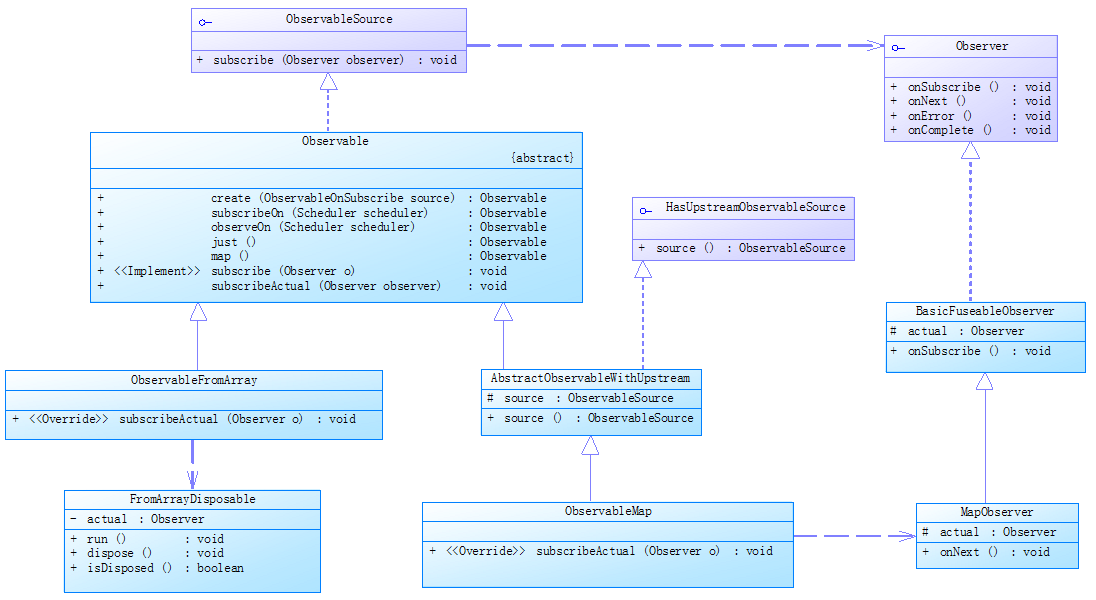 ObservableSource
+ subscribe (Observer observer) : void
Observer
+ onSubscribe () : void
+ onNext () : void
+ onError () : void
+ onComplete () : void
Observable
{abstract}
+ create (ObservableOnSubscribe source) : Observable
+ subscribeOn (Scheduler scheduler) : Observable
+ observeOn (Scheduler scheduler) : Observable
+ just () : Observable
+ map () : Observable
+ <<Implement>> subscribe (Observer o) : void
+ subscribeActual (Observer observer) : void
HasUpstreamObservableSource
+ source () : ObservableSource
BasicFuseableObserver
# actual : Observer
+ onSubscribe () : void
ObservableFromArray
+ <<Override>> subscribeActual (Observer o) : void
AbstractObservableWithUpstream
# source : ObservableSource
+ source () : ObservableSource
FromArrayDisposable
- actual : Observer
+ run () : void
+ dispose () : void
+ isDisposed () : boolean
ObservableMap
+ <<Override>> subscribeActual (Observer o) : void
MapObserver
# actual : Observer
+ onNext () : void